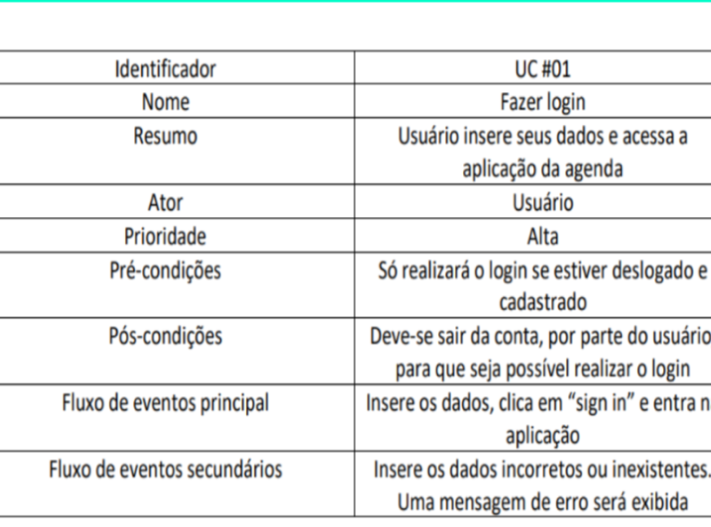 Identificador UC #01
Nome Fazer login
Resumo Usuário insere seus dados e acessa a
aplicação da agenda
Ator Usuário
Prioridade Alta
Pré-condições Só realizará o login se estiver deslogado e
cadastrado
Pós-condições Deve-se sair da conta, por parte do usuário
para que seja possível realizar o login
Fluxo de eventos principal Insere os dados, clica em “sign in” e entra n
aplicação
Fluxo de eventos secundários Insere os dados incorretos ou inexistentes.
Uma mensagem de erro será exibida